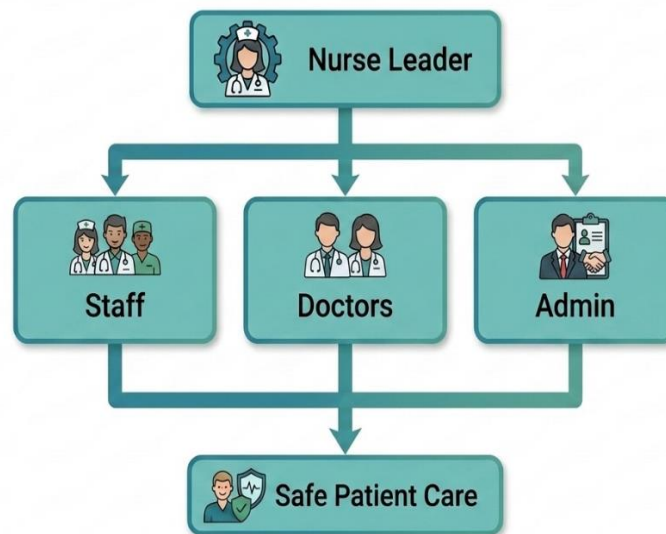 Nurse Leader
Staff
Doctors
Admin
Safe Patient Care